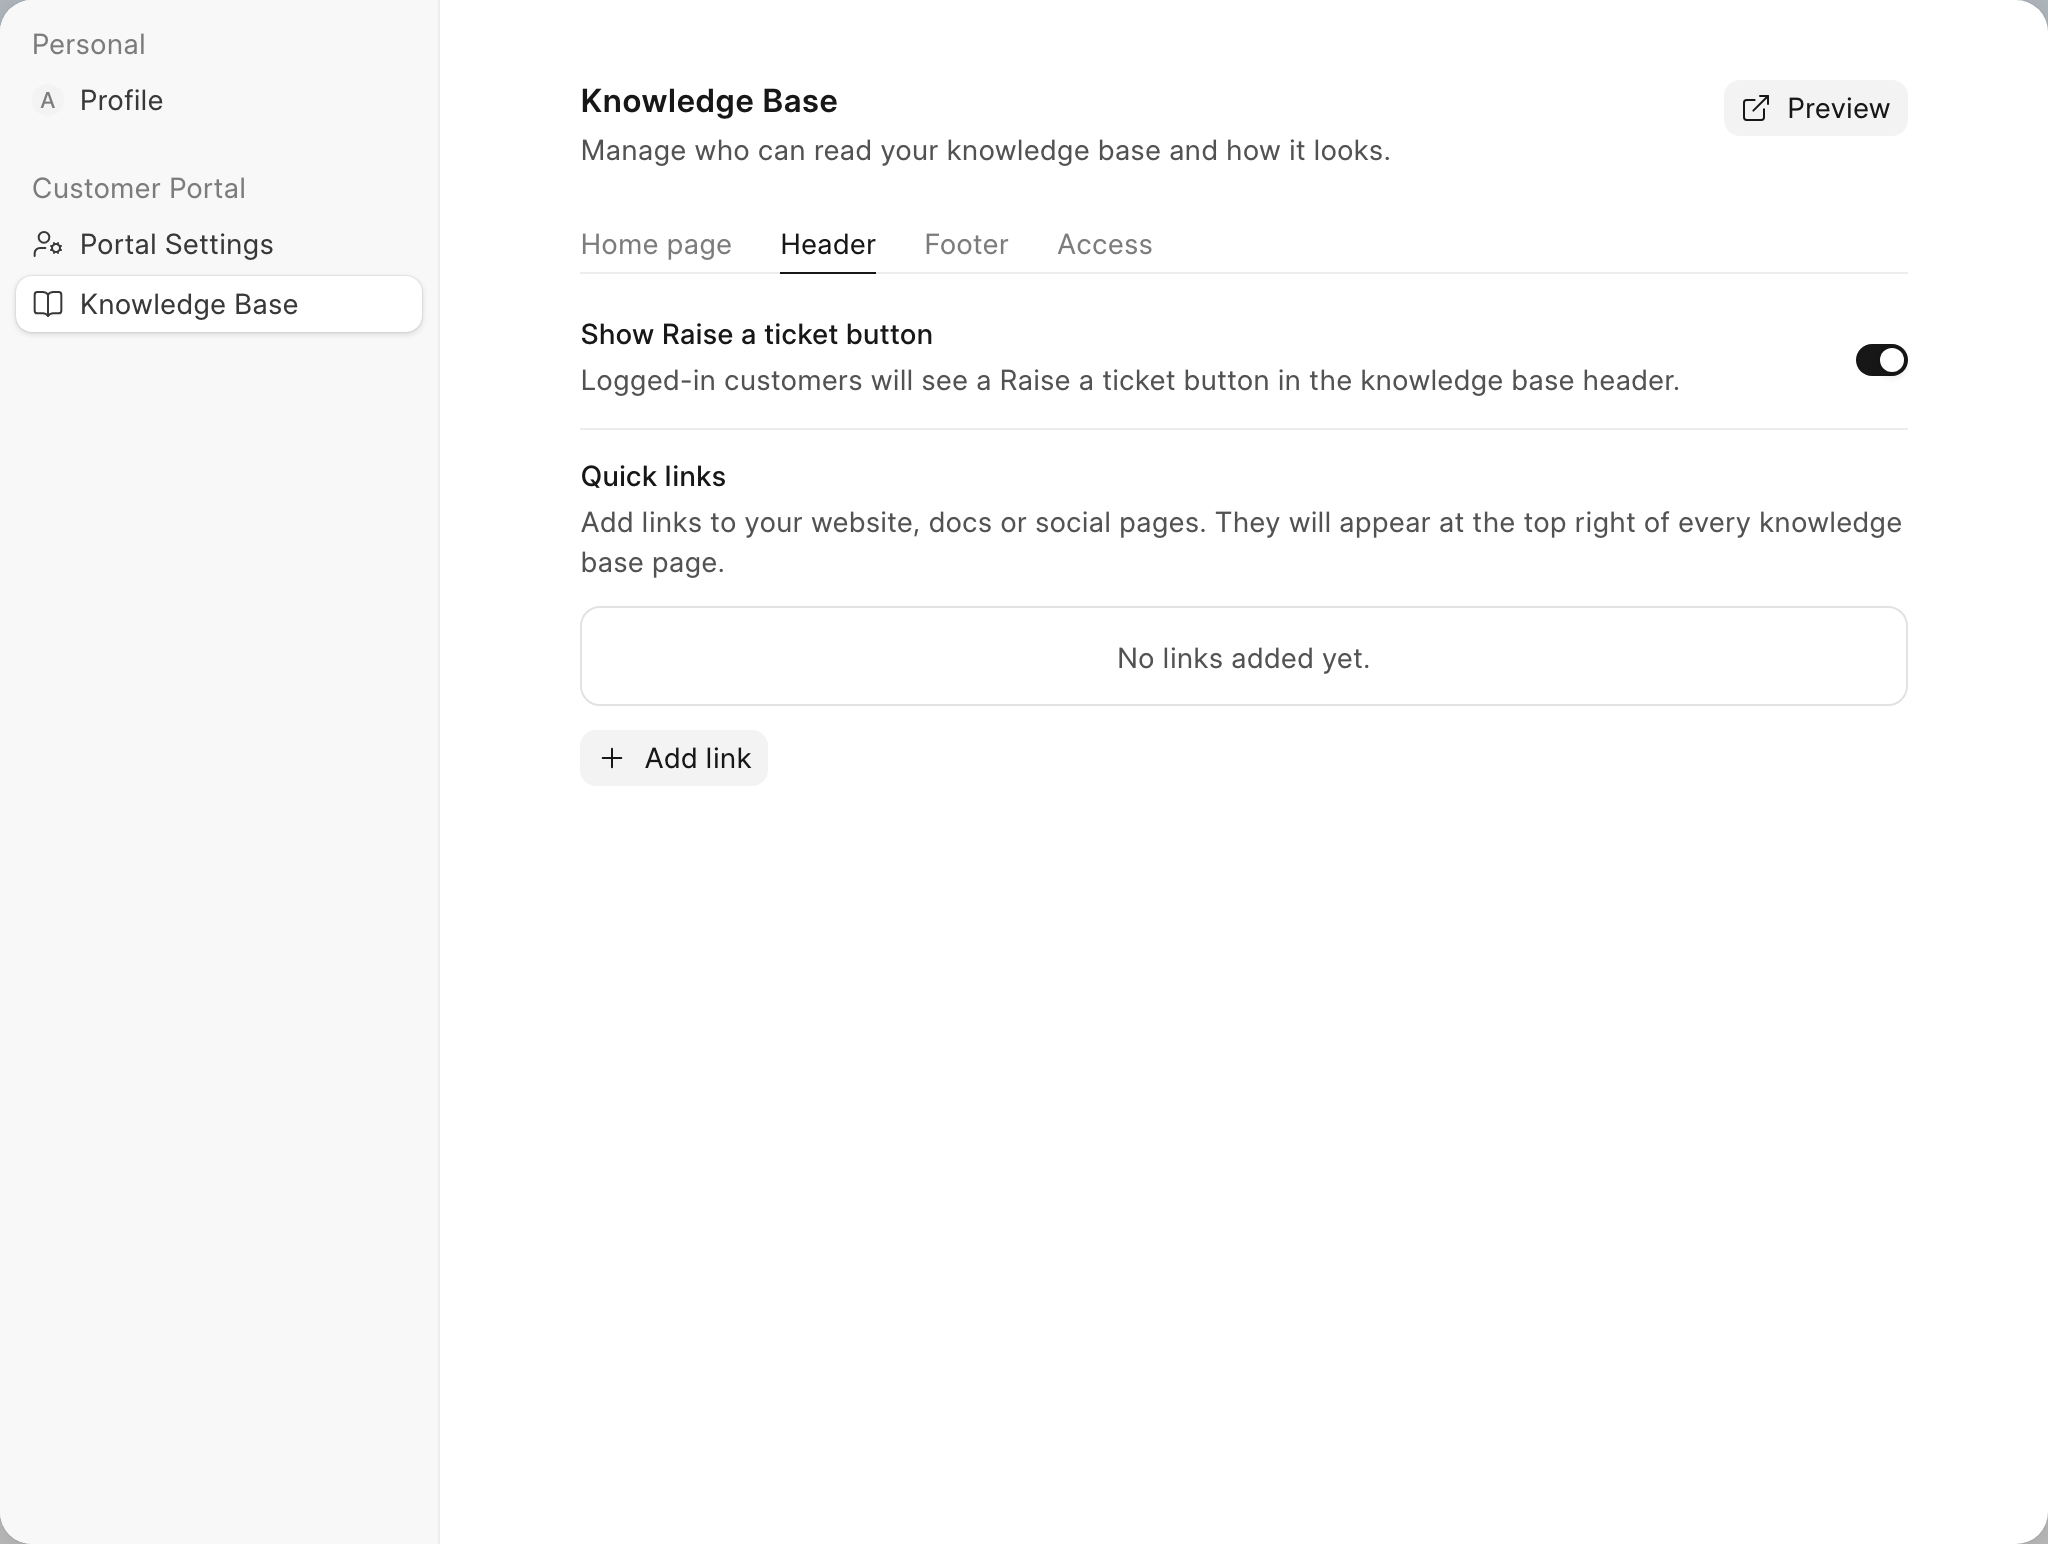 Personal
A Profile
Customer Portal
Portal Settings
Knowledge Base
Knowledge Base
Manage who can read your knowledge base and how it looks.
Preview
Home page Header Footer Access
Show Raise a ticket button
Logged-in customers will see a Raise a ticket button in the knowledge base header.
Quick links
Add links to your website, docs or social pages. They will appear at the top right of every knowledge
base page.
No links added yet.
Add link